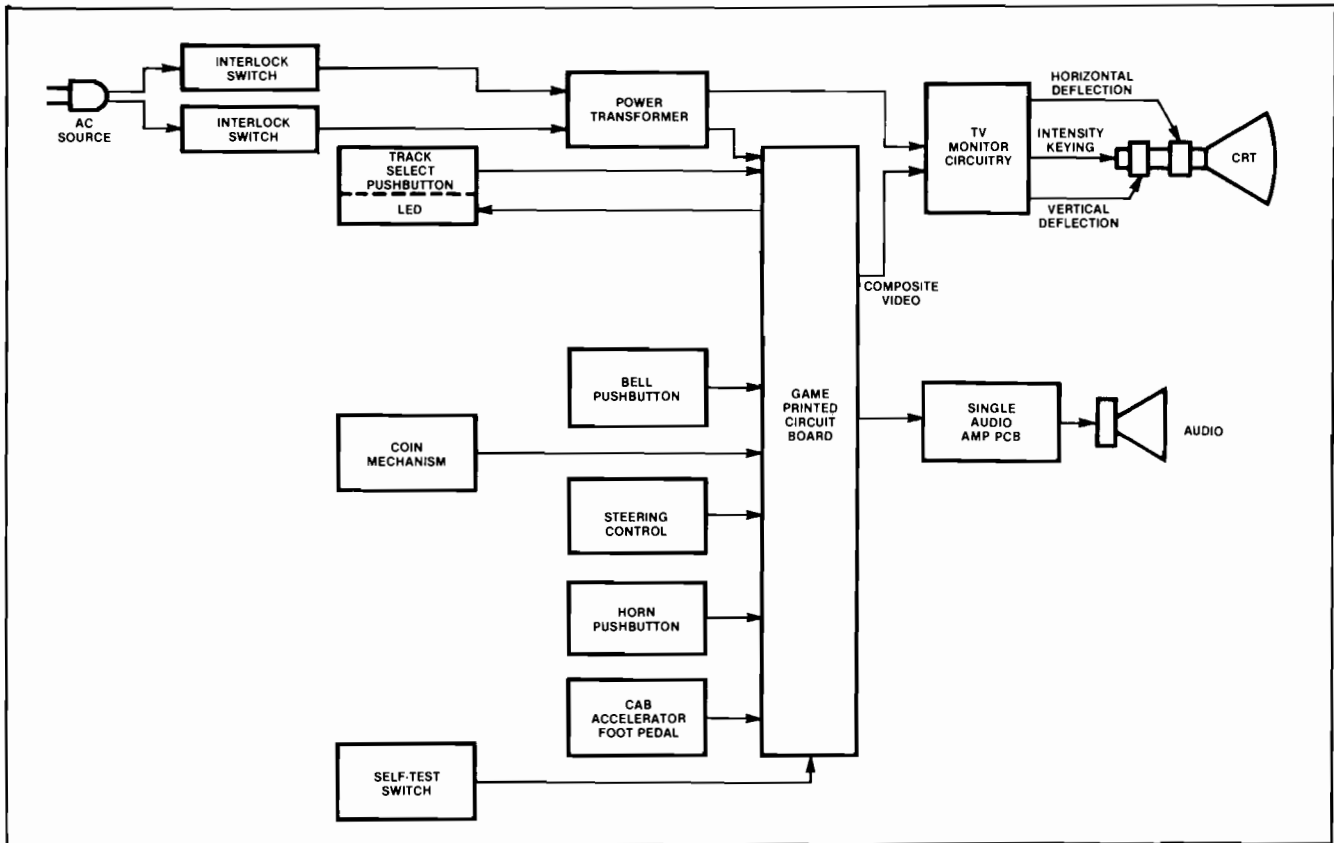 INTERLOCK
SWITCH
INTERLOCK
SWITCH
AC
SOURCE
POWER
TRANSFORMER
TRACK
SELECT
PUSHBUTTON
LED
TV
MONITOR
CIRCUITRY
HORIZONTAL
DEFLECTION
INTENSITY
KEYING
VERTICAL
DEFLECTION
CRT
COMPOSITE
VIDEO
BELL
PUSHBUTTON
COIN
MECHANISM
STEERING
CONTROL
HORN
PUSHBUTTON
CAB
ACCELERATOR
FOOT PEDAL
SELF-TEST
SWITCH
GAME
PRINTED
CIRCUIT
BOARD
SINGLE
AUDIO
AMP PCB
AUDIO